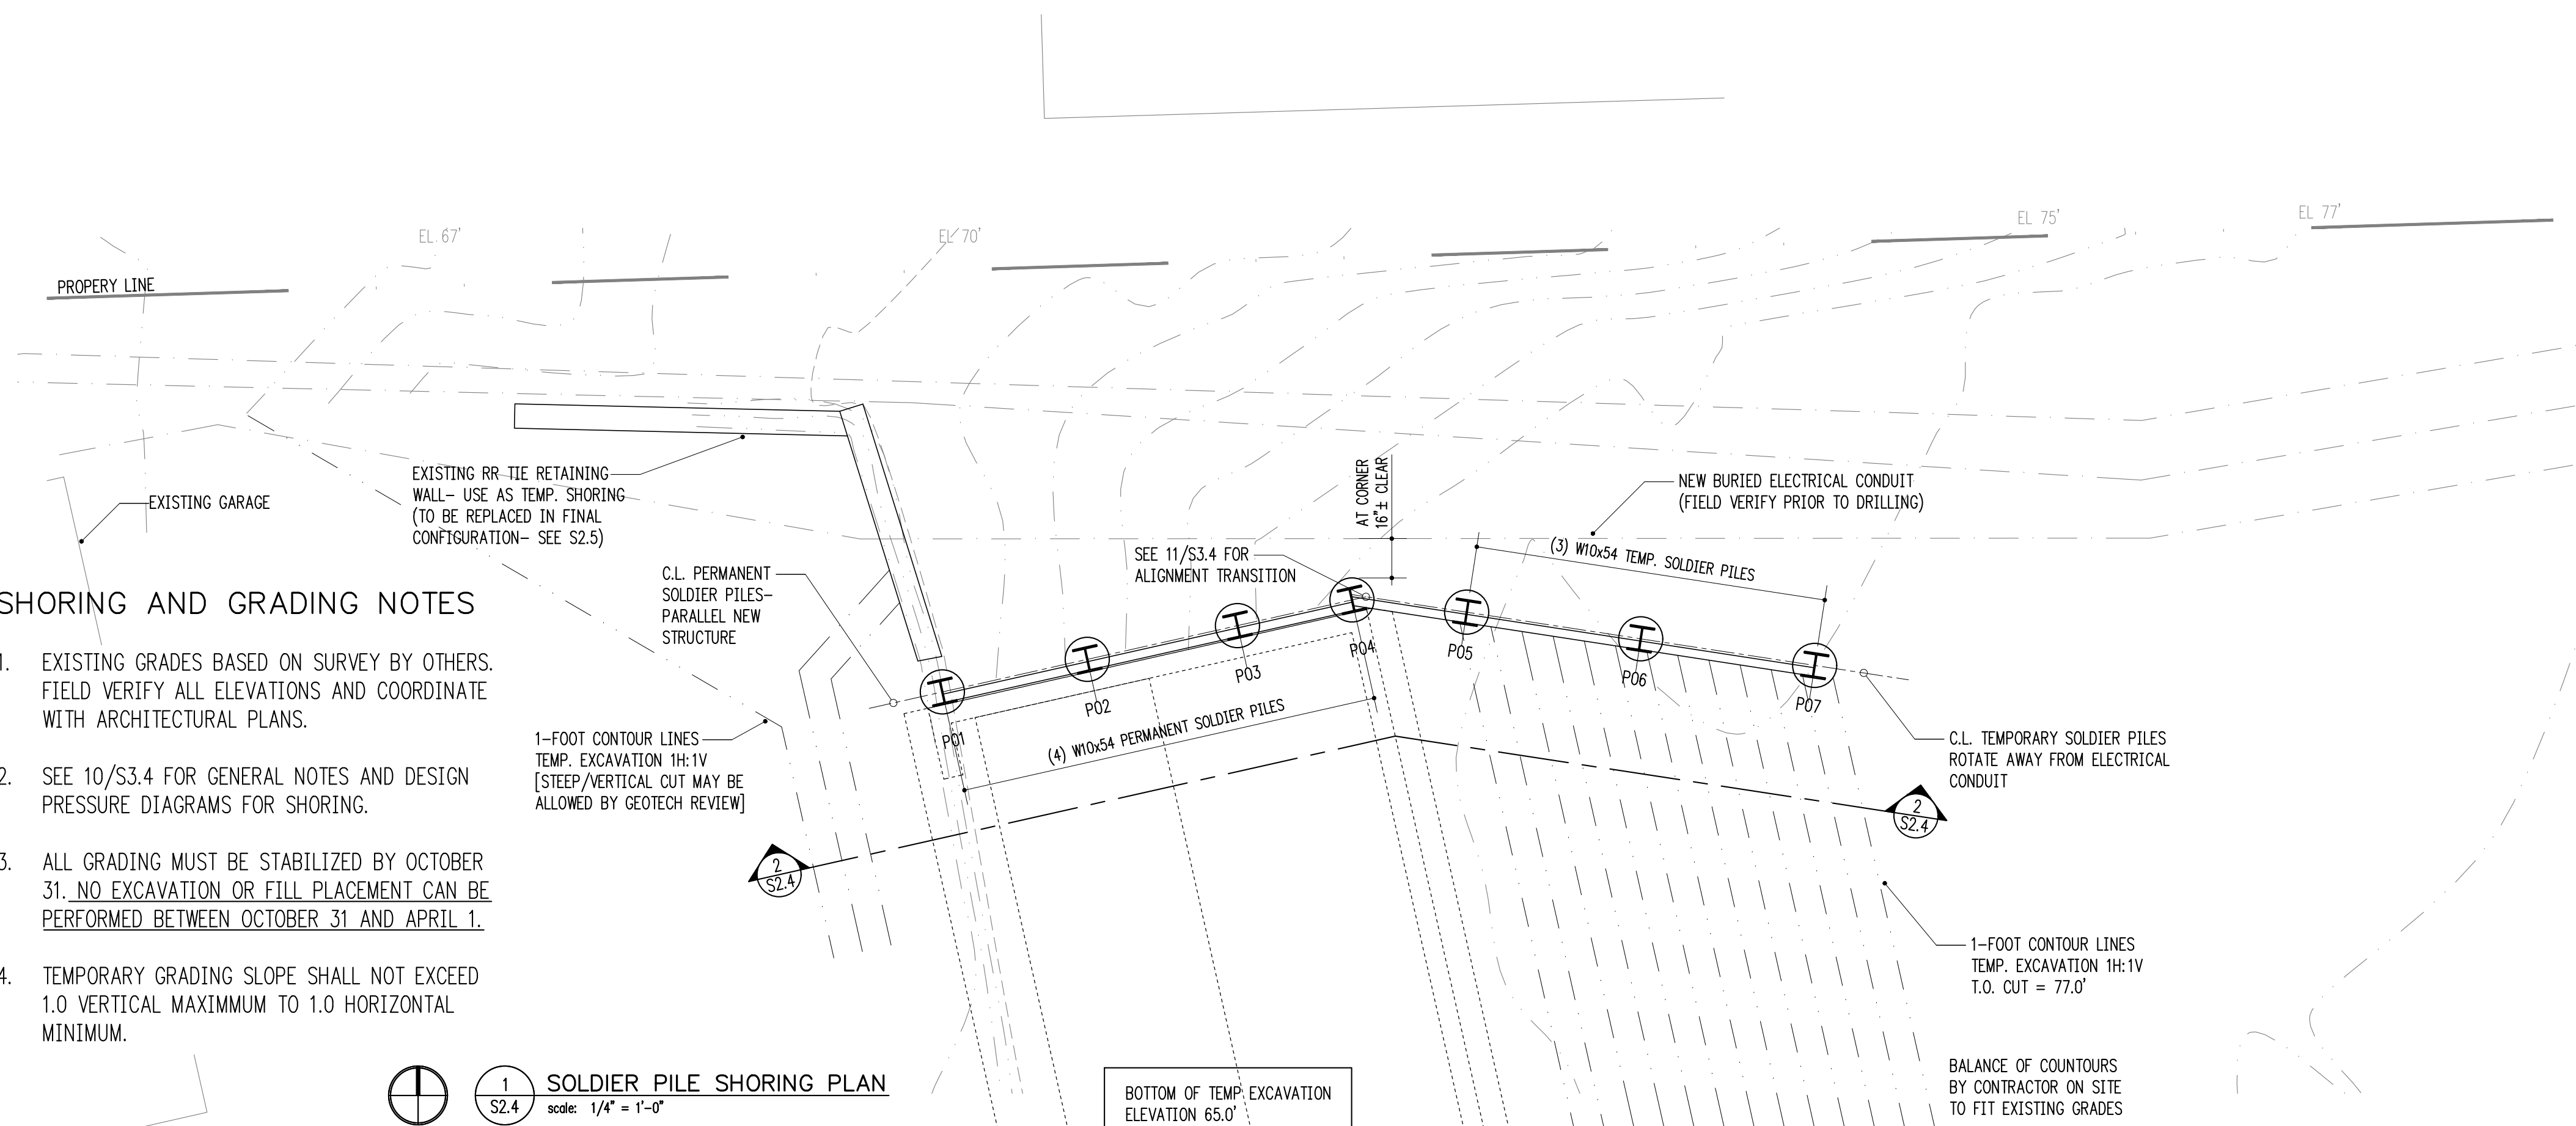 EL 67'
EL 70'
EL 75'
EL 77'
PROPERY LINE
EXISTING GARAGE
EXISTING RR TIE RETAINING
WALL- USE AS TEMP. SHORING
(TO BE REPLACED IN FINAL
CONFIGURATION- SEE S2.5)
C.L. PERMANENT
SOLDIER PILES-
PARALLEL NEW
STRUCTURE
SEE 11/S3.4 FOR
ALIGNMENT TRANSITION
AT CORNER
16"± CLEAR
NEW BURIED ELECTRICAL CONDUIT
(FIELD VERIFY PRIOR TO DRILLING)
(3) W10x54 TEMP. SOLDIER PILES
P01
P02
P03
P04
P05
P06
P07
(4) W10x54 PERMANENT SOLDIER PILES
1-FOOT CONTOUR LINES
TEMP. EXCAVATION 1H:1V
[STEEP/VERTICAL CUT MAY BE
ALLOWED BY GEOTECH REVIEW]
C.L. TEMPORARY SOLDIER PILES
ROTATE AWAY FROM ELECTRICAL
CONDUIT
2
S2.4
2
S2.4
1-FOOT CONTOUR LINES
TEMP. EXCAVATION 1H:1V
T.O. CUT = 77.0'
BALANCE OF COUNTOURS
BY CONTRACTOR ON SITE
TO FIT EXISTING GRADES
BOTTOM OF TEMP EXCAVATION
ELEVATION 65.0'
SHORING AND GRADING NOTES
1. EXISTING GRADES BASED ON SURVEY BY OTHERS.
FIELD VERIFY ALL ELEVATIONS AND COORDINATE
WITH ARCHITECTURAL PLANS.
2. SEE 10/S3.4 FOR GENERAL NOTES AND DESIGN
PRESSURE DIAGRAMS FOR SHORING.
3. ALL GRADING MUST BE STABILIZED BY OCTOBER
31. NO EXCAVATION OR FILL PLACEMENT CAN BE
PERFORMED BETWEEN OCTOBER 31 AND APRIL 1.
4. TEMPORARY GRADING SLOPE SHALL NOT EXCEED
1.0 VERTICAL MAXIMMUM TO 1.0 HORIZONTAL
MINIMUM.
1
S2.4
SOLDIER PILE SHORING PLAN
scale: 1/4" = 1'-0"